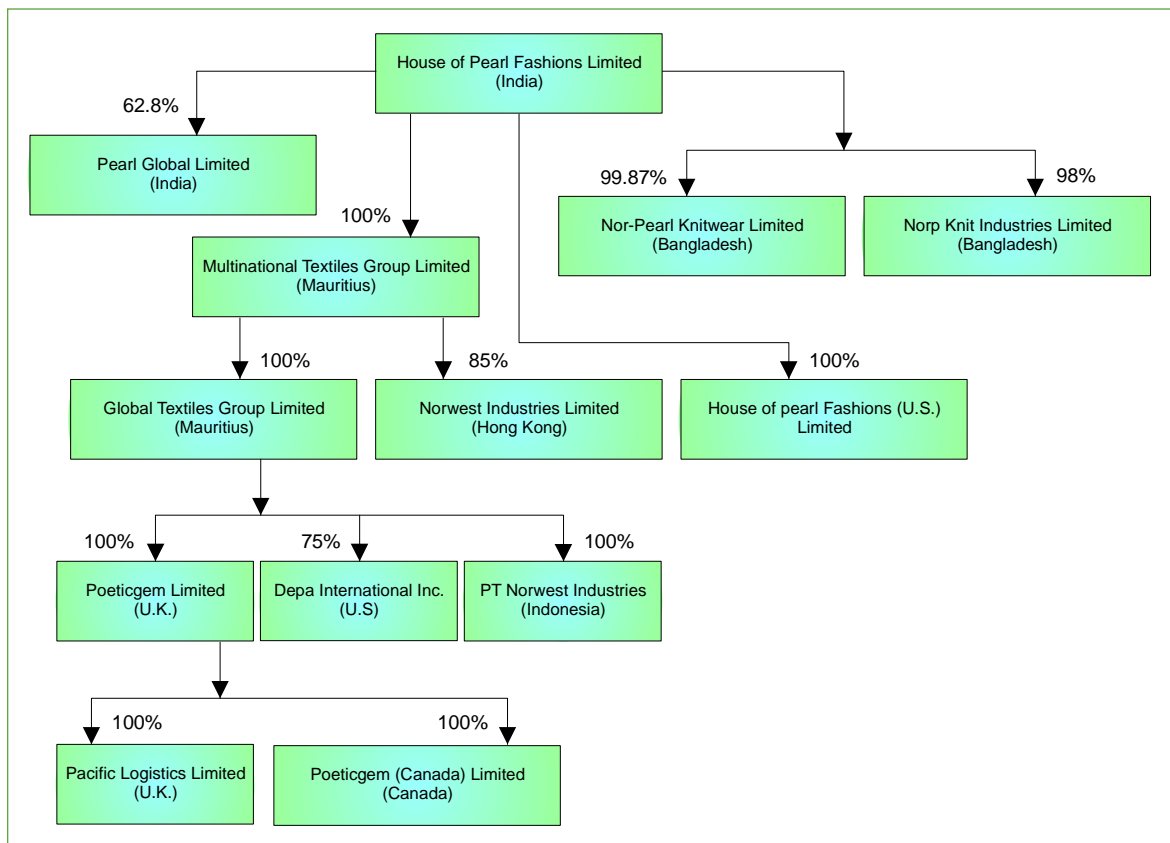 House of Pearl Fashions Limited
(India)
62.8%
Pearl Global Limited
(India)
99.87%
98%
Nor-Pearl Knitwear Limited
(Bangladesh)
Norp Knit Industries Limited
(Bangladesh)
100%
Multinational Textiles Group Limited
(Mauritius)
100%
85%
100%
Global Textiles Group Limited
(Mauritius)
Norwest Industries Limited
(Hong Kong)
House of pearl Fashions (U.S.)
Limited
100%
75%
100%
Poeticgem Limited
(U.K.)
Depa International Inc.
(U.S)
PT Norwest Industries
(Indonesia)
100%
100%
Pacific Logistics Limited
(U.K.)
Poeticgem (Canada) Limited
(Canada)